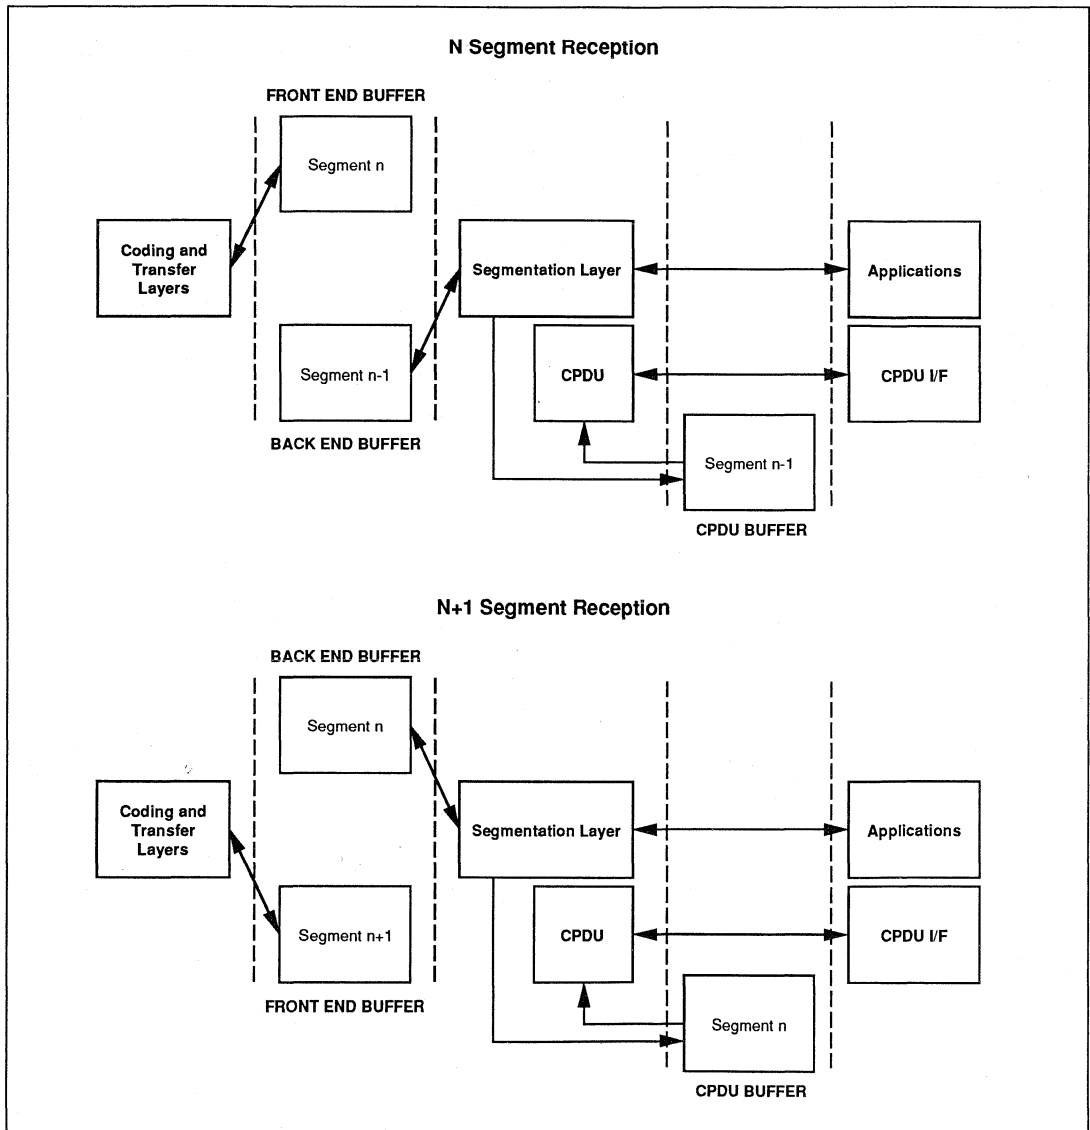 N Segment Reception
FRONT END BUFFER
Segment n
Coding and
Transfer
Layers
Segmentation Layer
Applications
Segment n-1
CPDU
CPDU I/F
BACK END BUFFER
Segment n-1
CPDU BUFFER
N+1 Segment Reception
BACK END BUFFER
Segment n
Coding and
Transfer
Layers
Segmentation Layer
Applications
Segment n+1
CPDU
CPDU I/F
FRONT END BUFFER
Segment n
CPDU BUFFER